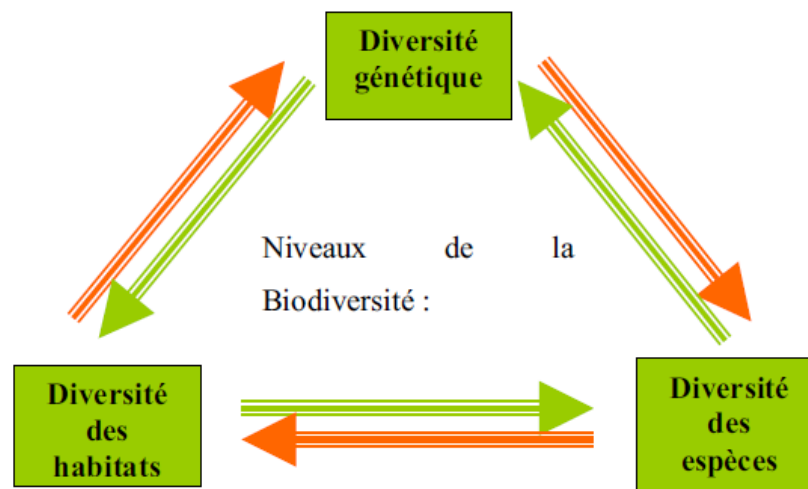 Diversité
génétique
Niveaux de la
Biodiversité :
Diversité
des
habitats
Diversité
des
espèces